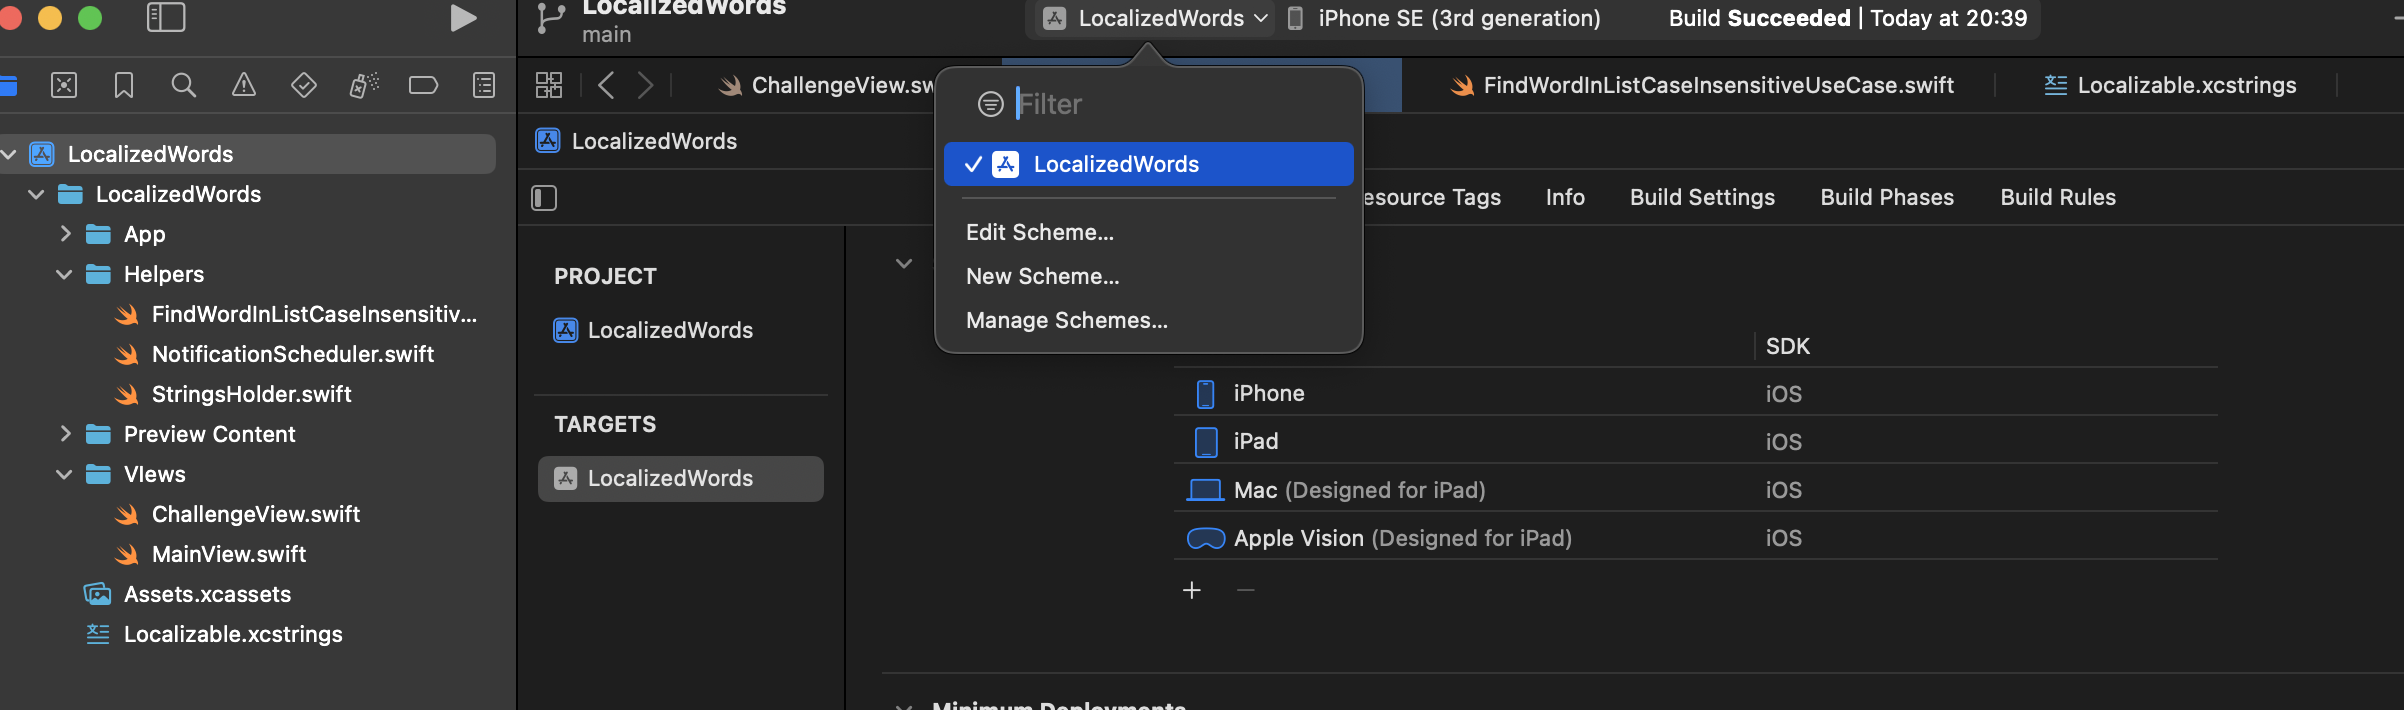 LocalizedWords
main
LocalizedWords
iPhone SE (3rd generation)
Build Succeeded | Today at 20:39
ChallengeView.sw
FindWordInListCaseInsensitiveUseCase.swift
Localizable.xcstrings
LocalizedWords
LocalizedWords
App
Helpers
FindWordInListCaseInsensitiv...
NotificationScheduler.swift
StringsHolder.swift
Preview Content
VIews
ChallengeView.swift
MainView.swift
Assets.xcassets
Localizable.xcstrings
LocalizedWords
Filter
LocalizedWords
Edit Scheme...
New Scheme...
Manage Schemes...
esource Tags
Info
Build Settings
Build Phases
Build Rules
PROJECT
LocalizedWords
TARGETS
LocalizedWords
SDK
iPhone
iOS
iPad
iOS
Mac (Designed for iPad)
iOS
Apple Vision (Designed for iPad)
iOS
Minimum Deployments